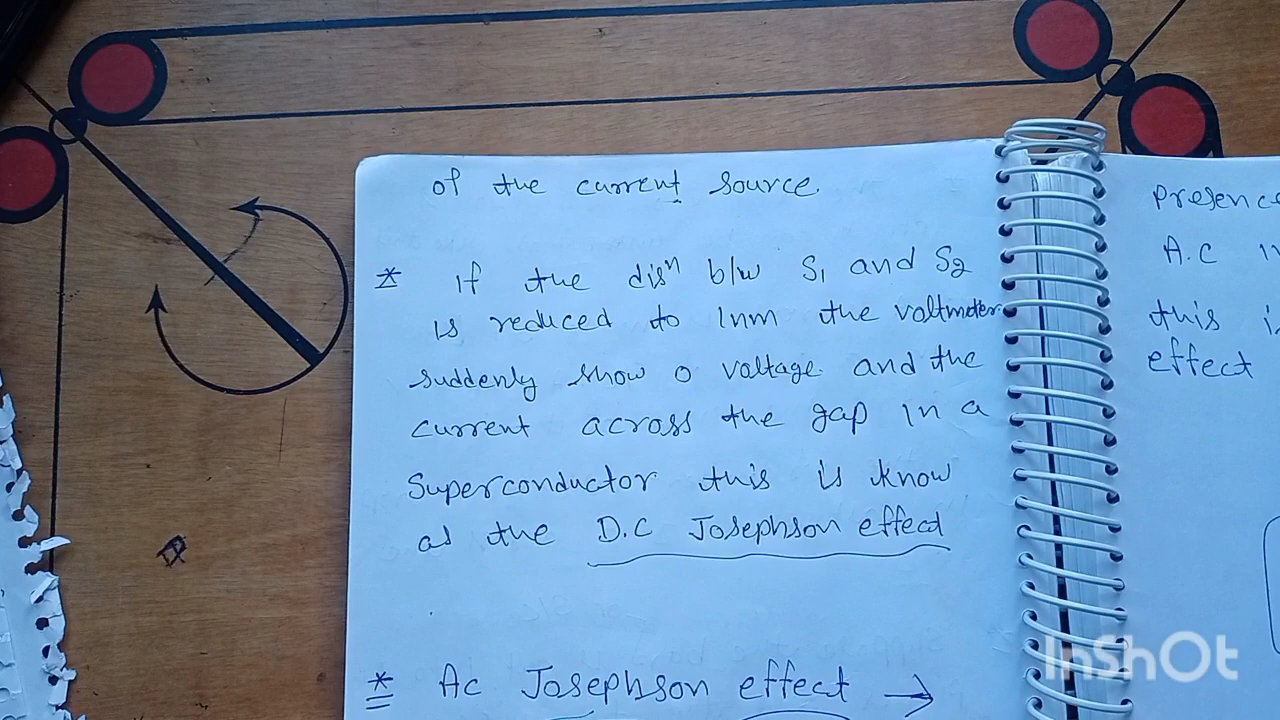 of the current source.
* If the disⁿ b/w S₁ and S₂
is reduced to 1nm the voltmeter
suddenly show 0 voltage. and the
current across the gap in a
superconductor this is know
as the D.C Josephson effect
* Ac Josephson effect →
presence
A.C
this
effect
InShOt